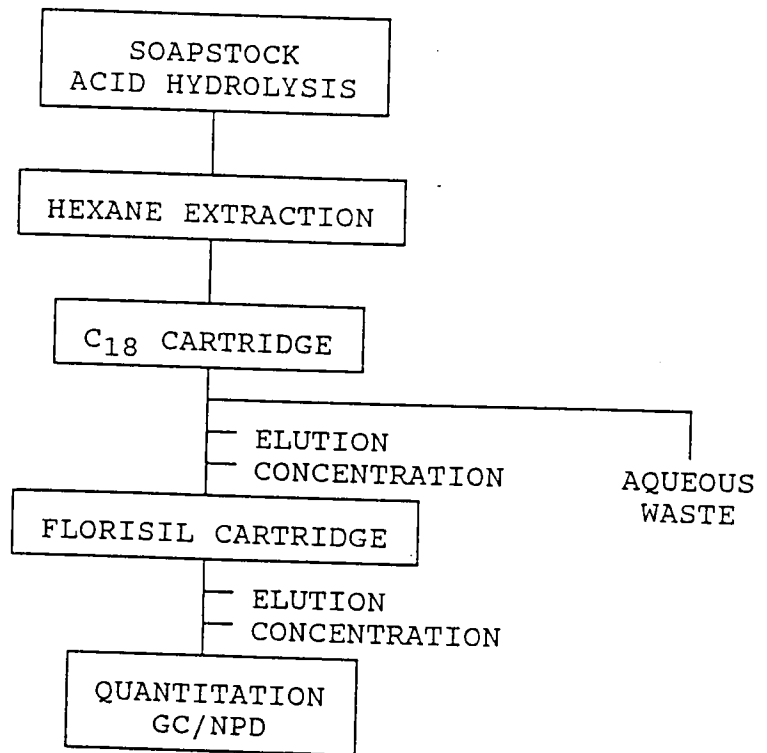 SOAPSTOCK
ACID HYDROLYSIS
HEXANE EXTRACTION
C18 CARTRIDGE
ELUTION
CONCENTRATION
AQUEOUS
WASTE
FLORISIL CARTRIDGE
ELUTION
CONCENTRATION
QUANTITATION
GC/NPD